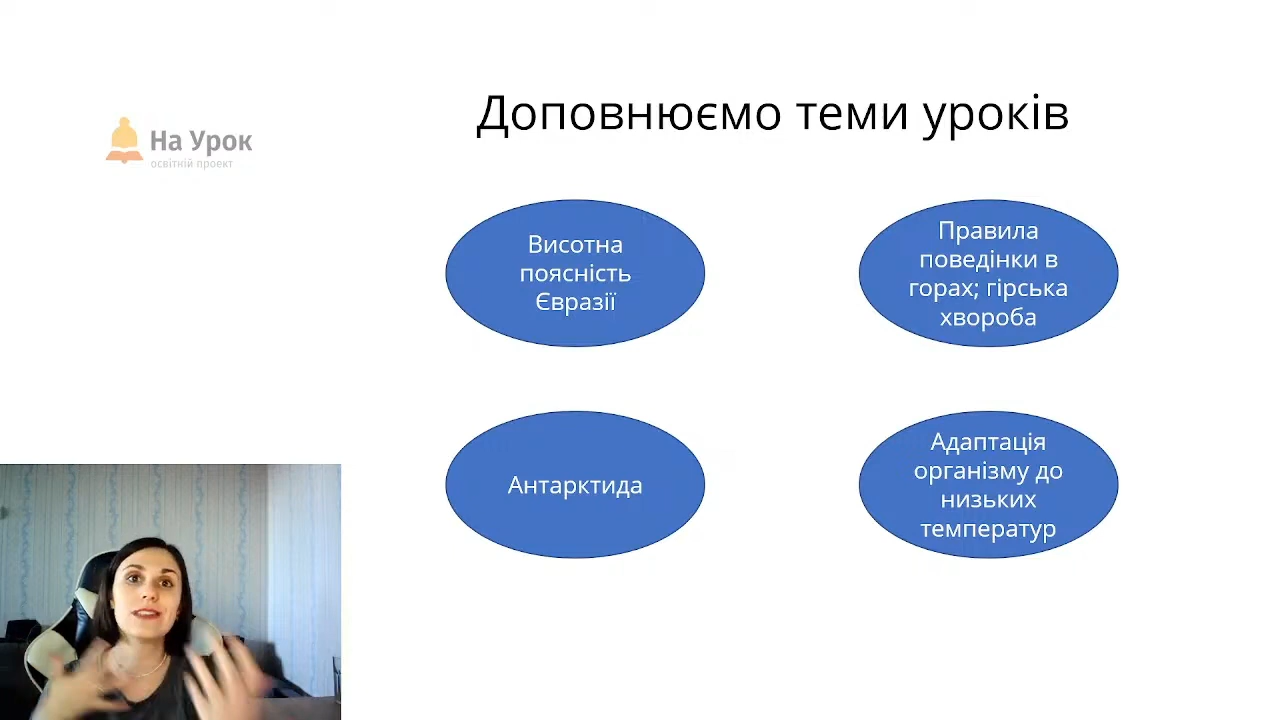 Доповнюємо теми уроків
На Урок
освітній проект
Висотна
поясність
Євразії
Правила
поведінки в
горах; гірська
хвороба
Антарктида
Адаптація
організму до
низьких
температур